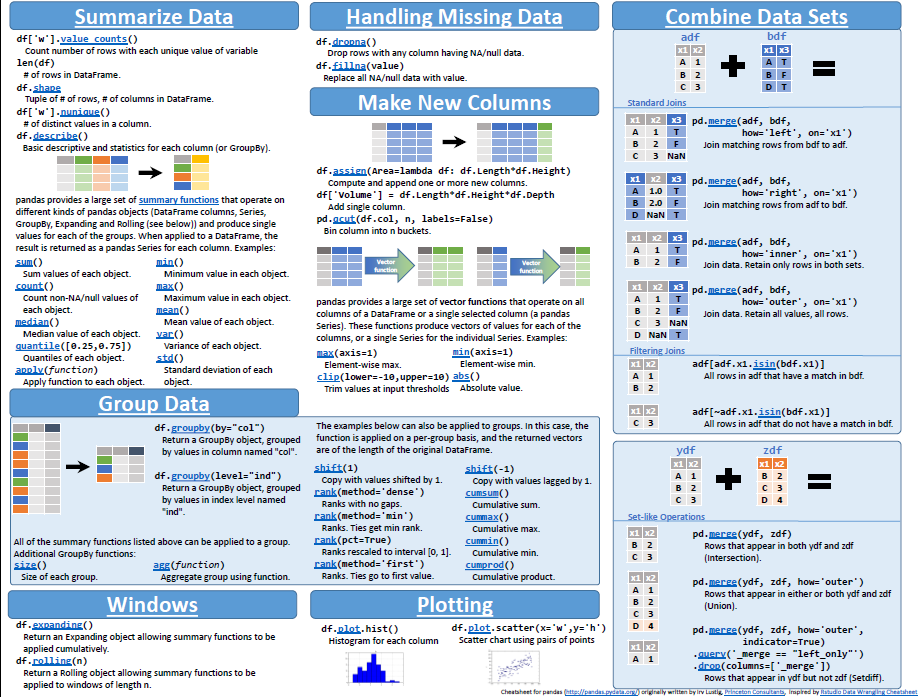 Summarize Data
df['w'].value_counts()
Count number of rows with each unique value of variable
len(df)
# of rows in DataFrame.
df.shape
Tuple of # of rows, # of columns in DataFrame.
df['w'].nunique()
# of distinct values in a column.
df.describe()
Basic descriptive and statistics for each column (or GroupBy).
pandas provides a large set of summary functions that operate on
different kinds of pandas objects (DataFrame columns, Series,
GroupBy, Expanding and Rolling (see below)) and produce single
values for each of the groups. When applied to a DataFrame, the
result is returned as a pandas Series for each column. Examples:
sum()
Sum values of each object.
count()
Count non-NA/null values of
each object.
median()
Median value of each object.
quantile([0.25,0.75])
Quantiles of each object.
apply(function)
Apply function to each object.
min()
Minimum value in each object.
max()
Maximum value in each object.
mean()
Mean value of each object.
var()
Variance of each object.
std()
Standard deviation of each
object.
Handling Missing Data
df.dropna()
Drop rows with any column having NA/null data.
df.fillna(value)
Replace all NA/null data with value.
Make New Columns
df.assign(Area=lambda df: df.Length*df.Height)
Compute and append one or more new columns.
df['Volume'] = df.Length*df.Height*df.Depth
Add single column.
pd.qcut(df.col, n, labels=False)
Bin column into n buckets.
Vector
function
Vector
function
pandas provides a large set of vector functions that operate on all
columns of a DataFrame or a single selected column (a pandas
Series). These functions produce vectors of values for each of the
columns, or a single Series for the individual Series. Examples:
max(axis=1)
Element-wise max.
clip(lower=-10,upper=10)
Trim values at input thresholds
min(axis=1)
Element-wise min.
abs()
Absolute value.
Group Data
df.groupby(by="col")
Return a GroupBy object, grouped
by values in column named "col".
df.groupby(level="ind")
Return a GroupBy object, grouped
by values in index level named
"ind".
All of the summary functions listed above can be applied to a group.
Additional GroupBy functions:
size()
Size of each group.
agg(function)
Aggregate group using function.
The examples below can also be applied to groups. In this case, the
function is applied on a per-group basis, and the returned vectors
are of the length of the original DataFrame.
shift(1)
Copy with values shifted by 1.
rank(method='dense')
Ranks with no gaps.
rank(method='min')
Ranks. Ties get min rank.
rank(pct=True)
Ranks rescaled to interval [0, 1].
rank(method='first')
Ranks. Ties go to first value.
shift(-1)
Copy with values lagged by 1.
cumsum()
Cumulative sum.
cummax()
Cumulative max.
cummin()
Cumulative min.
cumprod()
Cumulative product.
Windows
df.expanding()
Return an Expanding object allowing summary functions to be
applied cumulatively.
df.rolling(n)
Return a Rolling object allowing summary functions to be
applied to windows of length n.
Plotting
df.plot.hist()
Histogram for each column
df.plot.scatter(x='w',y='h')
Scatter chart using pairs of points
Combine Data Sets
adf
x1 x2
A 1
B 2
C 3
bdf
x1 x3
A T
B F
D T
Standard Joins
x1 x2 x3
A 1 T
B 2 F
C 3 NaN
pd.merge(adf, bdf,
how='left', on='x1')
Join matching rows from bdf to adf.
x1 x2 x3
A 1.0 T
B 2.0 F
D NaN T
pd.merge(adf, bdf,
how='right', on='x1')
Join matching rows from adf to bdf.
x1 x2 x3
A 1 T
B 2 F
pd.merge(adf, bdf,
how='inner', on='x1')
Join data. Retain only rows in both sets.
x1 x2 x3
A 1 T
B 2 F
C 3 NaN
D NaN T
pd.merge(adf, bdf,
how='outer', on='x1')
Join data. Retain all values, all rows.
Filtering Joins
x1 x2
A 1
B 2
adf[adf.x1.isin(bdf.x1)]
All rows in adf that have a match in bdf.
x1 x2
C 3
adf[~adf.x1.isin(bdf.x1)]
All rows in adf that do not have a match in bdf.
ydf
x1 x2
A 1
B 2
C 3
zdf
x1 x2
B 2
C 3
D 4
Set-like Operations
x1 x2
B 2
C 3
pd.merge(ydf, zdf)
Rows that appear in both ydf and zdf
(Intersection).
x1 x2
A 1
B 2
C 3
D 4
pd.merge(ydf, zdf, how='outer')
Rows that appear in either or both ydf and zdf
(Union).
x1 x2
A 1
pd.merge(ydf, zdf, how='outer',
indicator=True)
.query('_merge == "left_only"')
.drop(columns=['_merge'])
Rows that appear in ydf but not zdf (Setdiff).
Cheatsheet for pandas (http://pandas.pydata.org/) originally written by Irv Lustig, Princeton Consultants, inspired by Rstudio Data Wrangling Cheatsheet